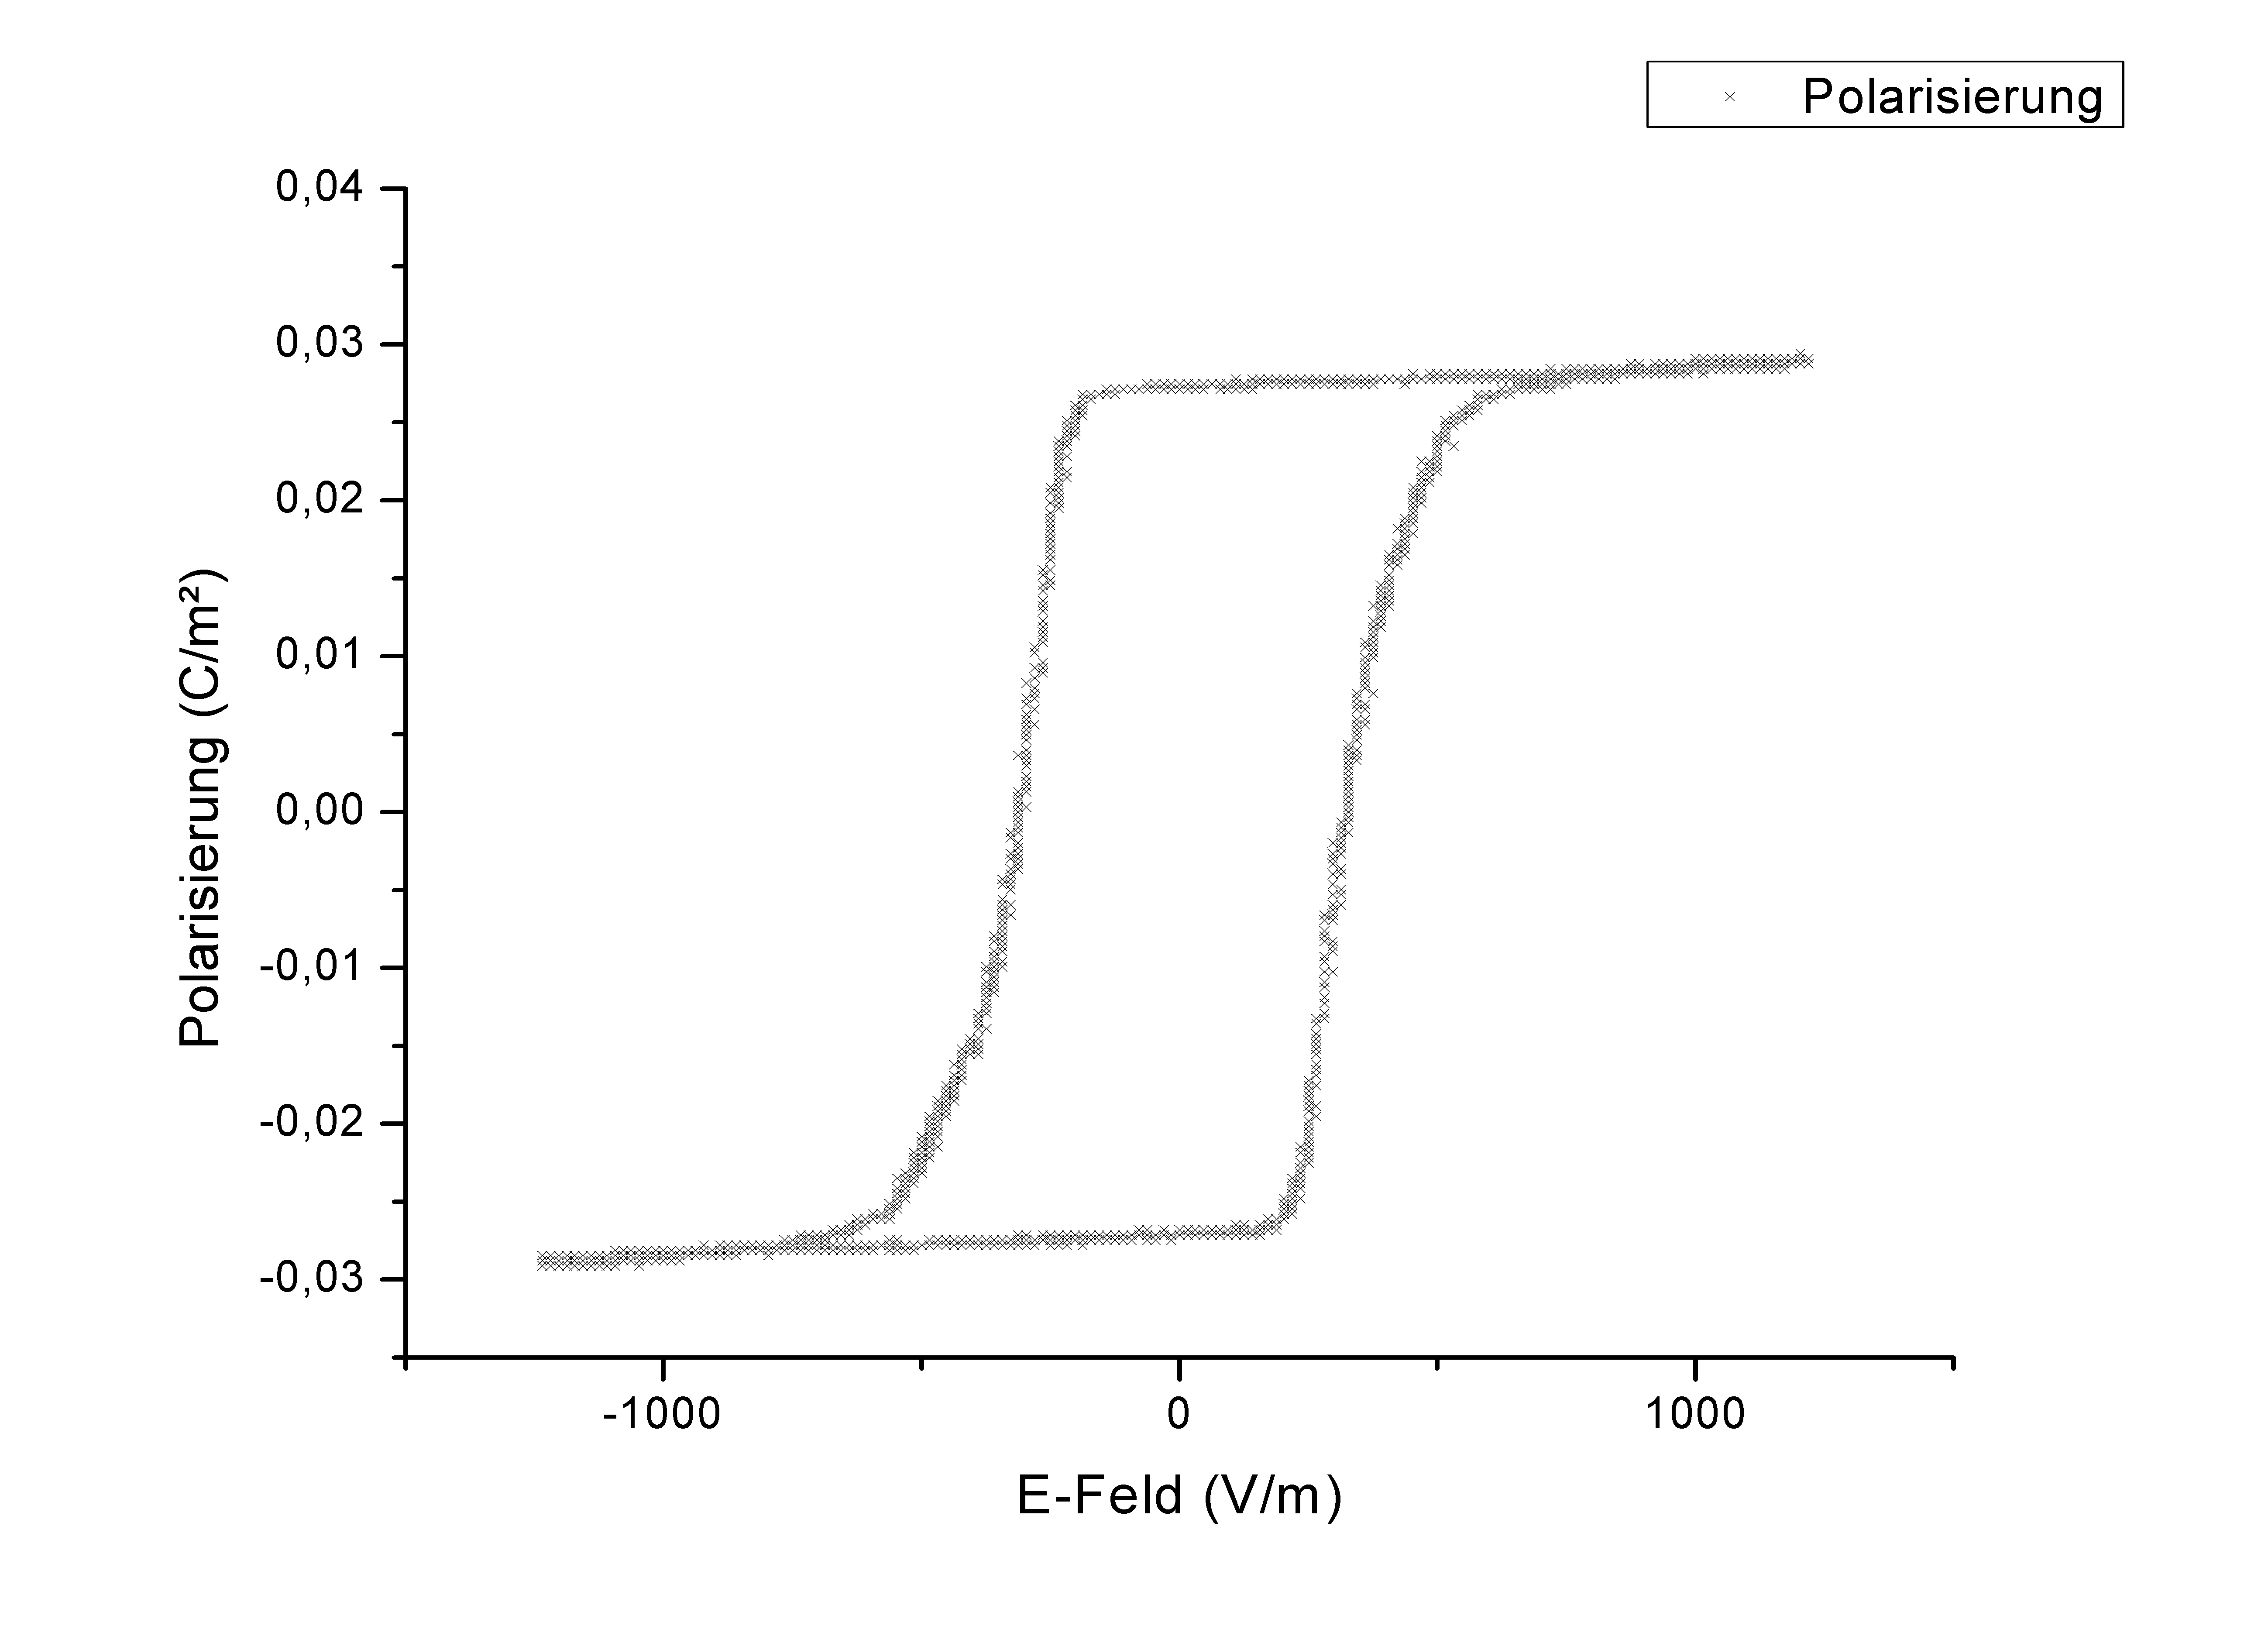 Polarisierung
0,04
0,03
0,02
0,01
0,00
-0,01
-0,02
-0,03
Polarisierung (C/m²)
-1000 0 1000
E-Feld (V/m)